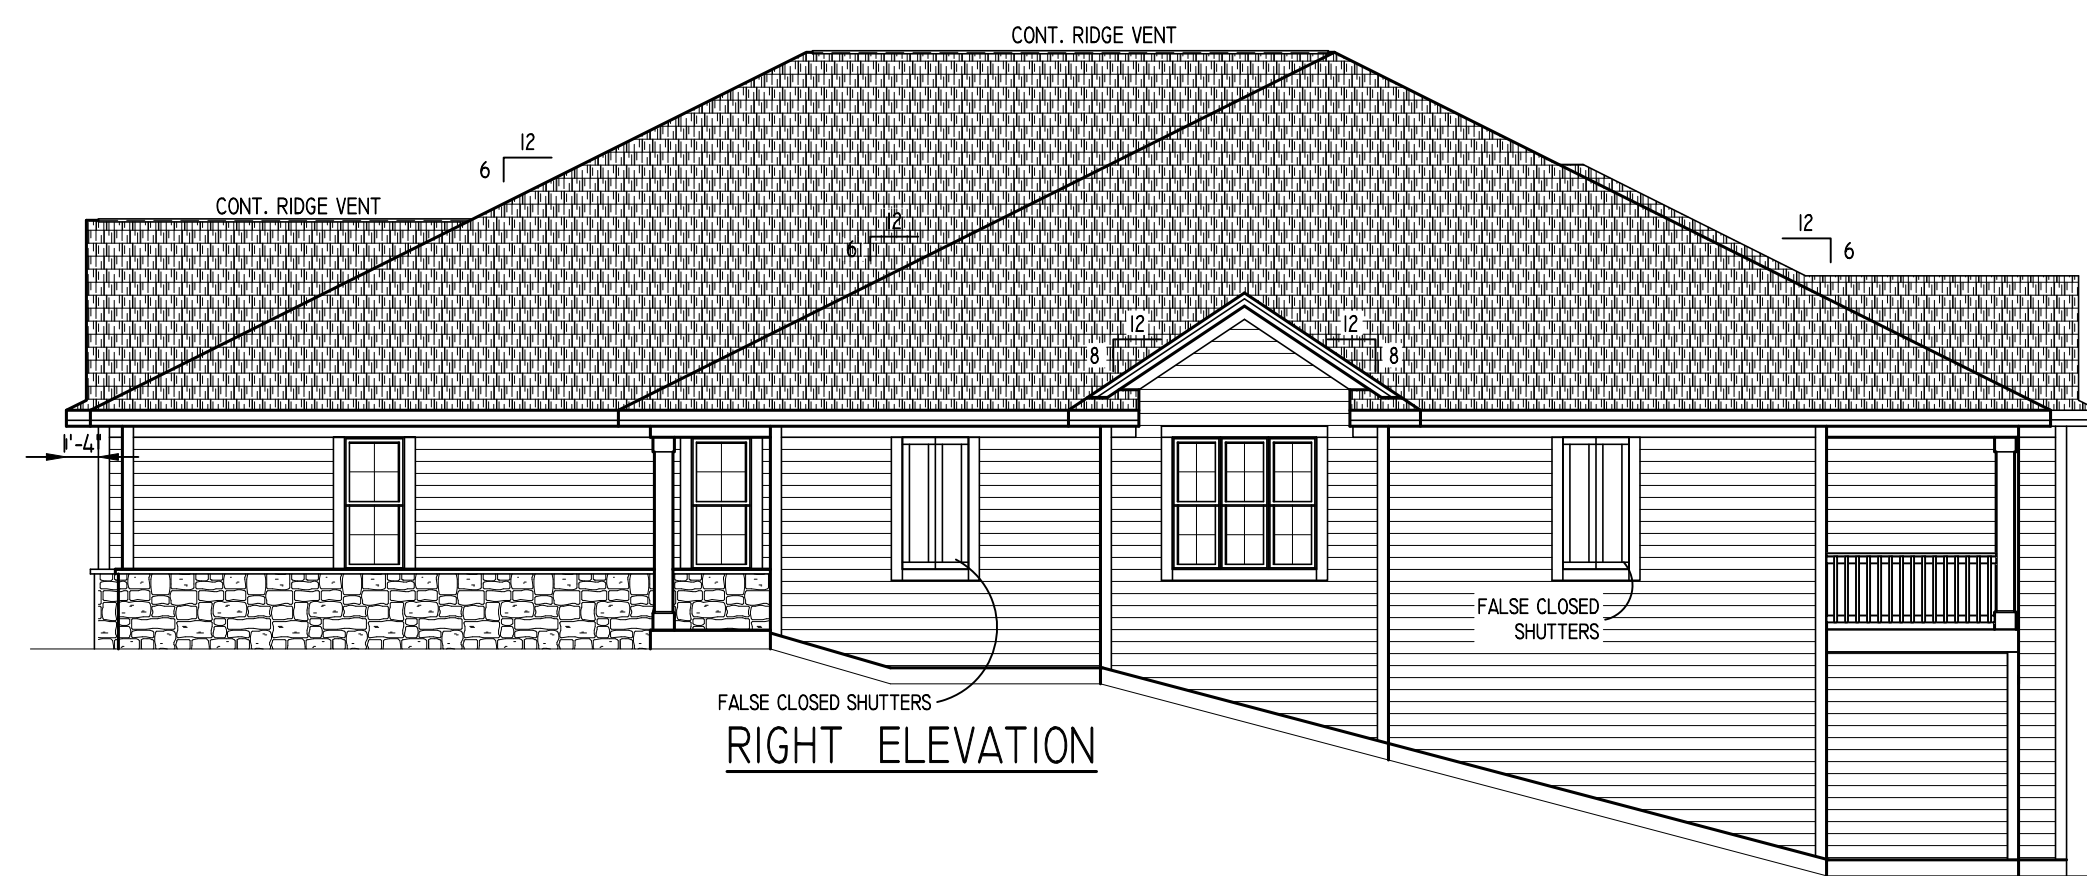 CONT. RIDGE VENT
12
6
CONT. RIDGE VENT
12
6
12
6
12
8
12
8
1'-4"
FALSE CLOSED
SHUTTERS
FALSE CLOSED SHUTTERS
RIGHT ELEVATION